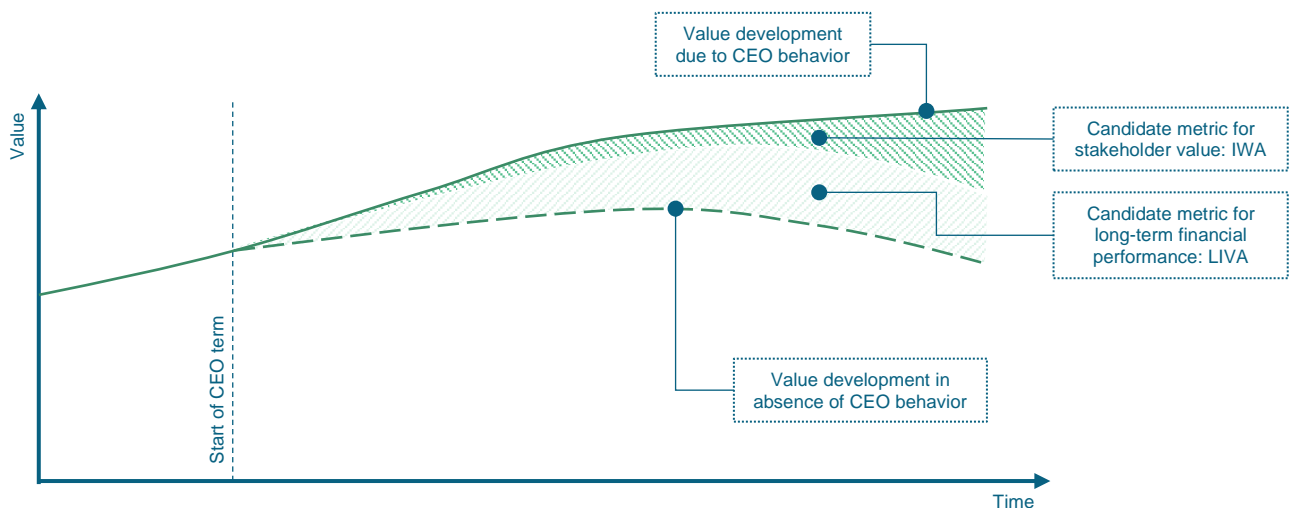 Value development
due to CEO behavior
Value
Candidate metric for
stakeholder value: IWA
Candidate metric for
long-term financial
performance: LIVA
Start of CEO term
Value development in
absence of CEO behavior
Time